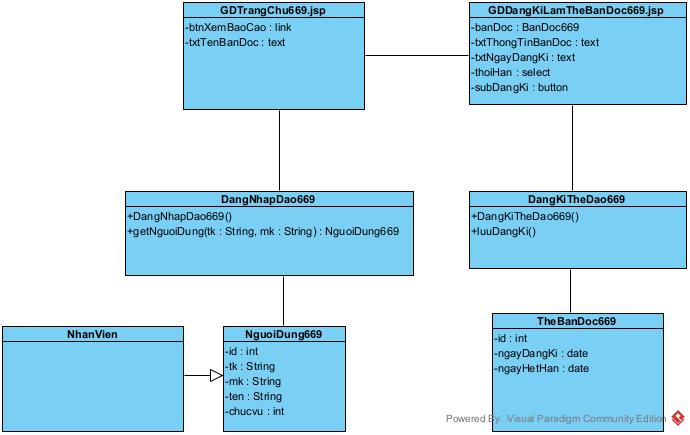 GDTrangChu669.jsp
-btnXemBaoCao : link
-txtTenBanDoc : text
GDDangKiLamTheBanDoc669.jsp
-banDoc : BanDoc669
-txtThongTinBanDoc : text
-txtNgayDangKi : text
-thoiHan : select
-subDangKi : button
DangNhapDao669
+DangNhapDao669()
+getNguoiDung(tk : String, mk : String) : NguoiDung669
DangKiTheDao669
+DangKiTheDao669()
+luuDangKi()
NhanVien
NguoiDung669
-id : int
-tk : String
-mk : String
-ten : String
-chucvu : int
TheBanDoc669
-id : int
-ngayDangKi : date
-ngayHetHan : date
Powered By Visual Paradigm Community Edition